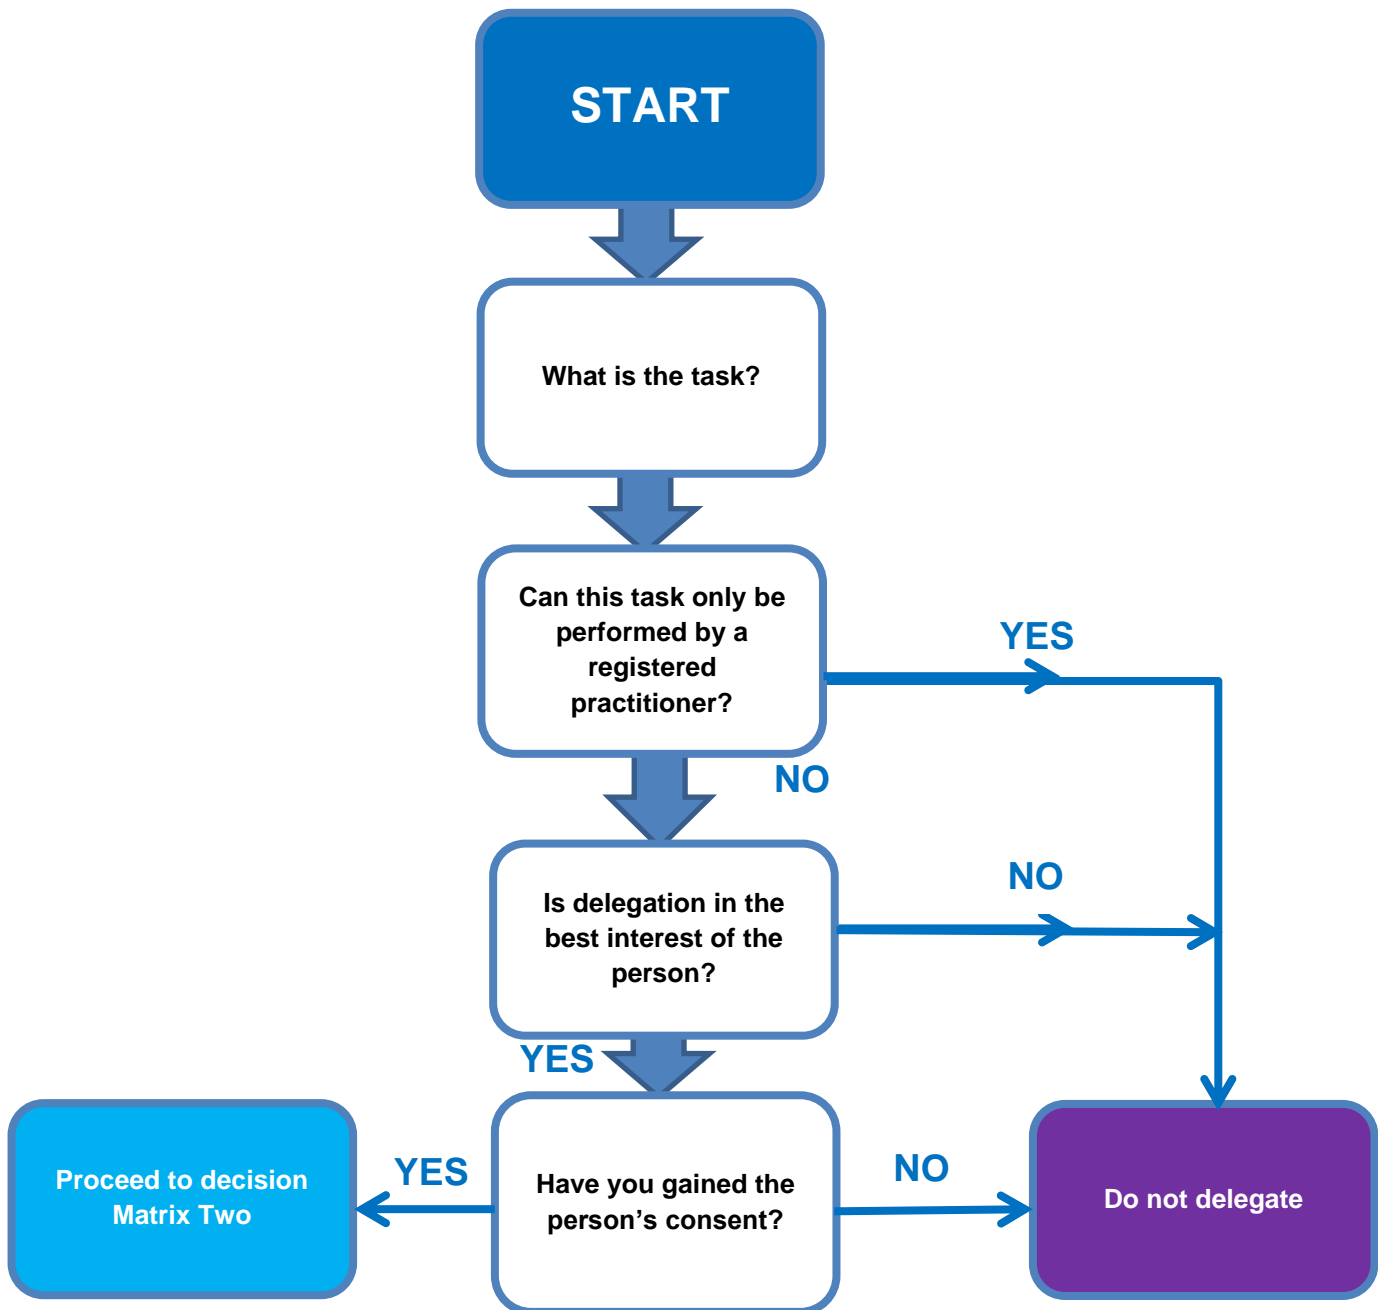 START
What is the task?
Can this task only be
performed by a
registered
practitioner?
YES
NO
Is delegation in the
best interest of the
person?
NO
YES
Have you gained the
person’s consent?
YES
Proceed to decision
Matrix Two
NO
Do not delegate